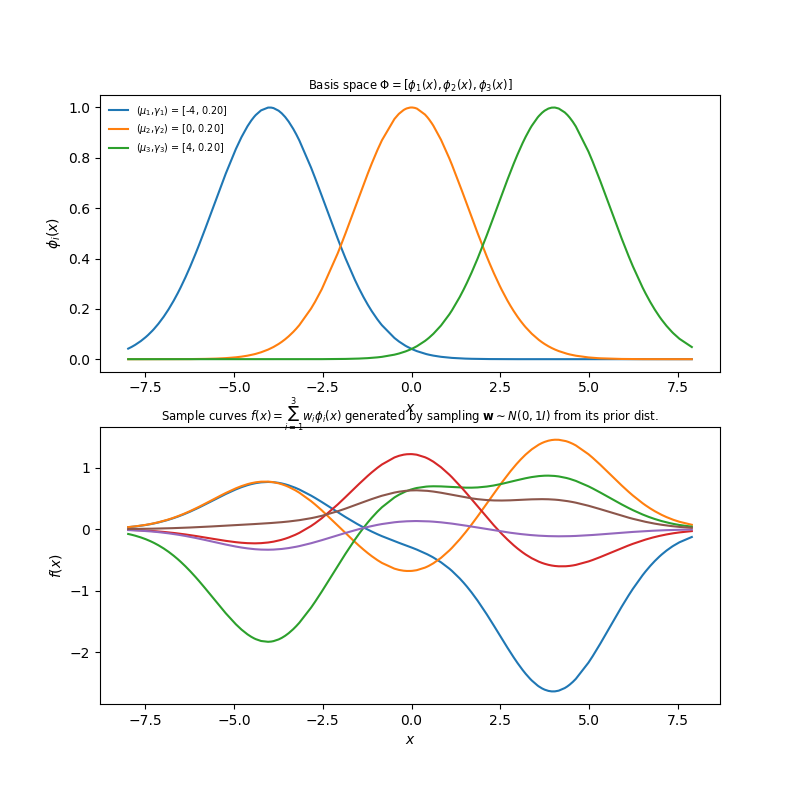 Basis space Φ = [ϕ₁(x), ϕ₂(x), ϕ₃(x)]
(μ₁,γ₁) = [-4, 0.20]
(μ₂,γ₂) = [0, 0.20]
(μ₃,γ₃) = [4, 0.20]
ϕᵢ(x)
1.0
0.8
0.6
0.4
0.2
0.0
−7.5 −5.0 −2.5 0.0 2.5 5.0 7.5
x
Sample curves f(x) = ∑ᵢ₌₁³ wᵢϕᵢ(x) generated by sampling w ∼ N(0, 1I) from its prior dist.
f(x)
1
0
−1
−2
−7.5 −5.0 −2.5 0.0 2.5 5.0 7.5
x